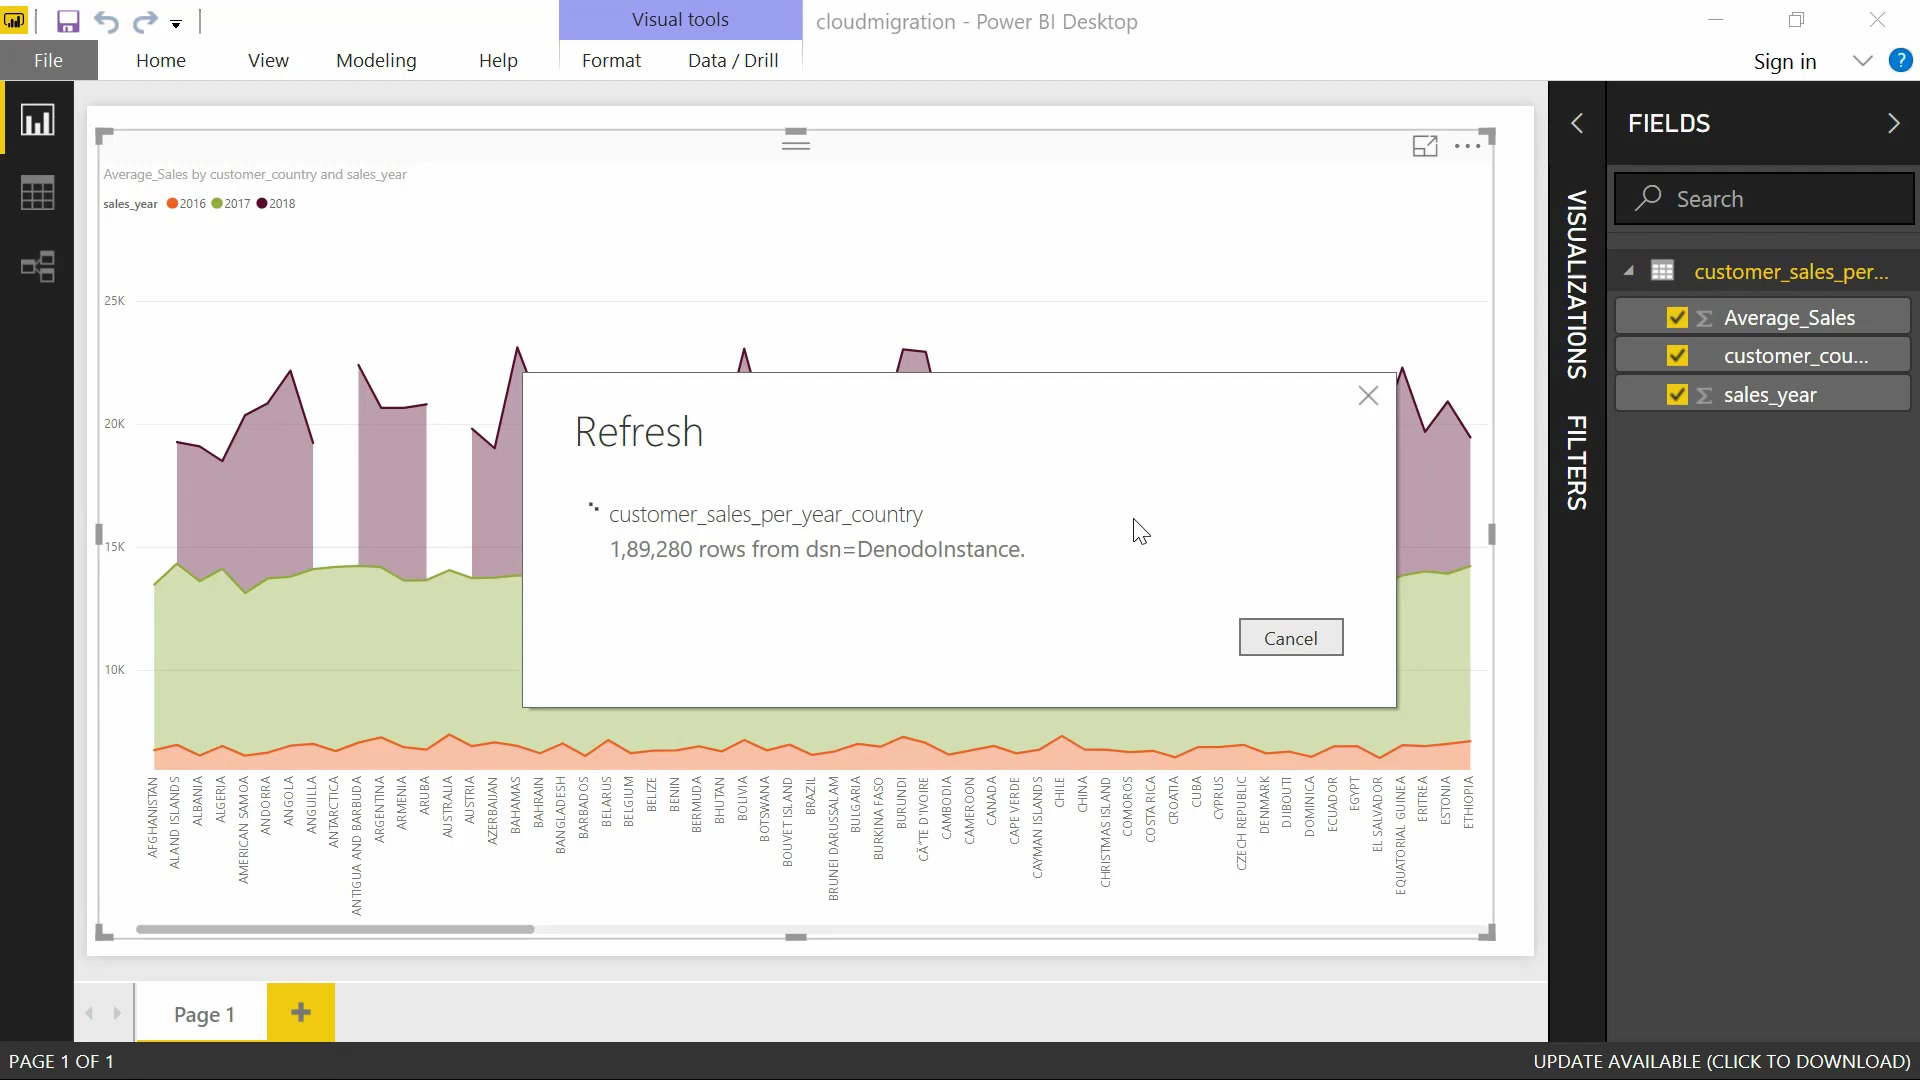 Visual tools
cloudmigration - Power BI Desktop
File
Home
View
Modeling
Help
Format
Data / Drill
Sign in
?
Average_Sales by customer_country and sales_year
sales_year 2016 2017 2018
25K
20K
15K
10K
AFGHANISTAN
ALAND ISLANDS
ALBANIA
ALGERIA
AMERICAN SAMOA
ANDORRA
ANGOLA
ANGUILLA
ANTARCTICA
ANTIGUA AND BARBUDA
ARGENTINA
ARMENIA
ARUBA
AUSTRALIA
AUSTRIA
AZERBAIJAN
BAHAMAS
BAHRAIN
BANGLADESH
BARBADOS
BELARUS
BELGIUM
BELIZE
BENIN
BERMUDA
BHUTAN
BOLIVIA
BOTSWANA
BOUVET ISLAND
BRAZIL
BRUNEI DARUSSALAM
BULGARIA
BURKINA FASO
BURUNDI
CÃ"TE D'IVOIRE
CAMBODIA
CAMEROON
CANADA
CAPE VERDE
CAYMAN ISLANDS
CHILE
CHINA
CHRISTMAS ISLAND
COMOROS
COSTA RICA
CROATIA
CUBA
CYPRUS
CZECH REPUBLIC
DENMARK
DJIBOUTI
DOMINICA
ECUADOR
EGYPT
EL SALVADOR
EQUATORIAL GUINEA
ERITREA
ESTONIA
ETHIOPIA
Refresh
customer_sales_per_year_country
1,89,280 rows from dsn=DenodoInstance.
Cancel
VISUALIZATIONS
FILTERS
FIELDS
Search
customer_sales_per...
Average_Sales
customer_cou...
sales_year
Page 1
PAGE 1 OF 1
UPDATE AVAILABLE (CLICK TO DOWNLOAD)